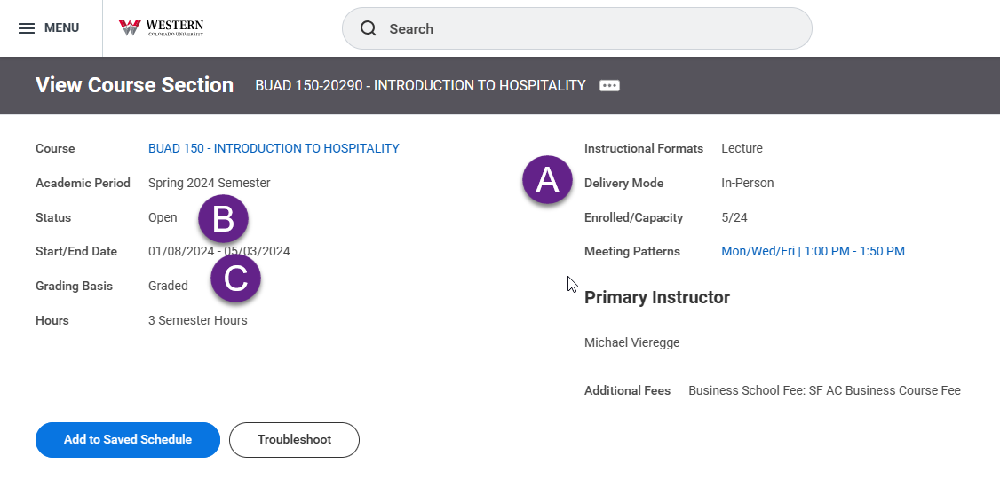 MENU
WESTERN
COLORADO UNIVERSITY
Search
View Course Section BUAD 150-20290 - INTRODUCTION TO HOSPITALITY
Course BUAD 150 - INTRODUCTION TO HOSPITALITY
Academic Period Spring 2024 Semester
Status Open B
Start/End Date 01/08/2024 - 05/03/2024
Grading Basis Graded C
Hours 3 Semester Hours
Instructional Formats Lecture
A Delivery Mode In-Person
Enrolled/Capacity 5/24
Meeting Patterns Mon/Wed/Fri | 1:00 PM - 1:50 PM
Primary Instructor
Michael Vieregge
Additional Fees Business School Fee: SF AC Business Course Fee
Add to Saved Schedule Troubleshoot